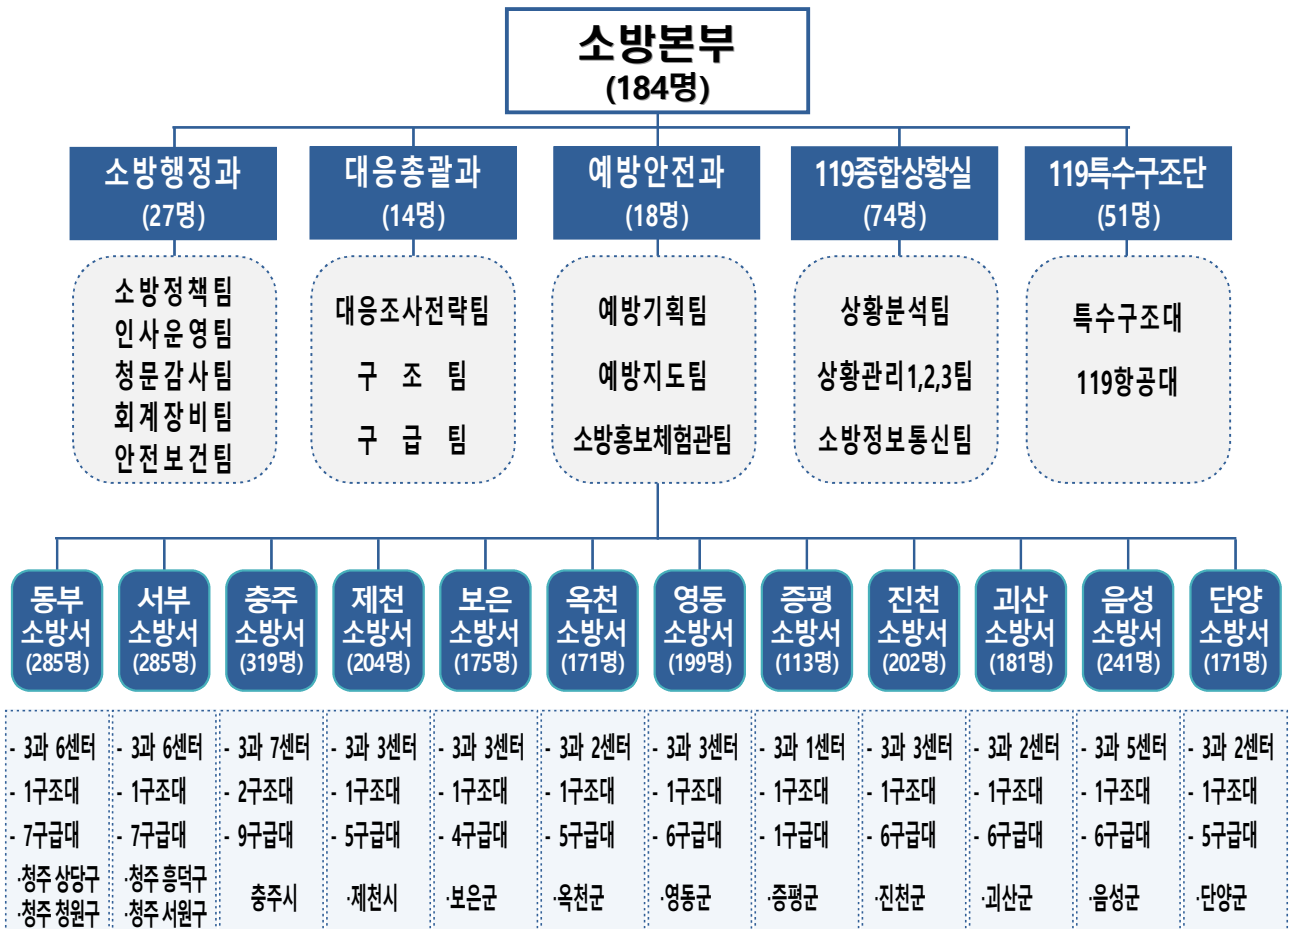 소방본부
(184명)
소방행정과
(27명)
대응총괄과
(14명)
예방안전과
(18명)
119종합상황실
(74명)
119특수구조단
(51명)
소방정책팀
인사운영팀
청문감사팀
회계장비팀
안전보건팀
대응조사전략팀
구 조 팀
구 급 팀
예방기획팀
예방지도팀
소방홍보체험관팀
상황분석팀
상황관리1,2,3팀
소방정보통신팀
특수구조대
119항공대
동부
소방서
(285명)
서부
소방서
(285명)
충주
소방서
(319명)
제천
소방서
(204명)
보은
소방서
(175명)
옥천
소방서
(171명)
영동
소방서
(199명)
증평
소방서
(113명)
진천
소방서
(202명)
괴산
소방서
(181명)
음성
소방서
(241명)
단양
소방서
(171명)
- 3과 6센터
- 1구조대
- 7구급대
·청주 상당구
·청주 청원구
- 3과 6센터
- 1구조대
- 7구급대
·청주 흥덕구
·청주 서원구
- 3과 7센터
- 2구조대
- 9구급대
충주시
- 3과 3센터
- 1구조대
- 5구급대
·제천시
- 3과 3센터
- 1구조대
- 4구급대
·보은군
- 3과 2센터
- 1구조대
- 5구급대
·옥천군
- 3과 3센터
- 1구조대
- 6구급대
·영동군
- 3과 1센터
- 1구조대
- 1구급대
·증평군
- 3과 3센터
- 1구조대
- 6구급대
·진천군
- 3과 2센터
- 1구조대
- 6구급대
·괴산군
- 3과 5센터
- 1구조대
- 6구급대
·음성군
- 3과 2센터
- 1구조대
- 5구급대
·단양군